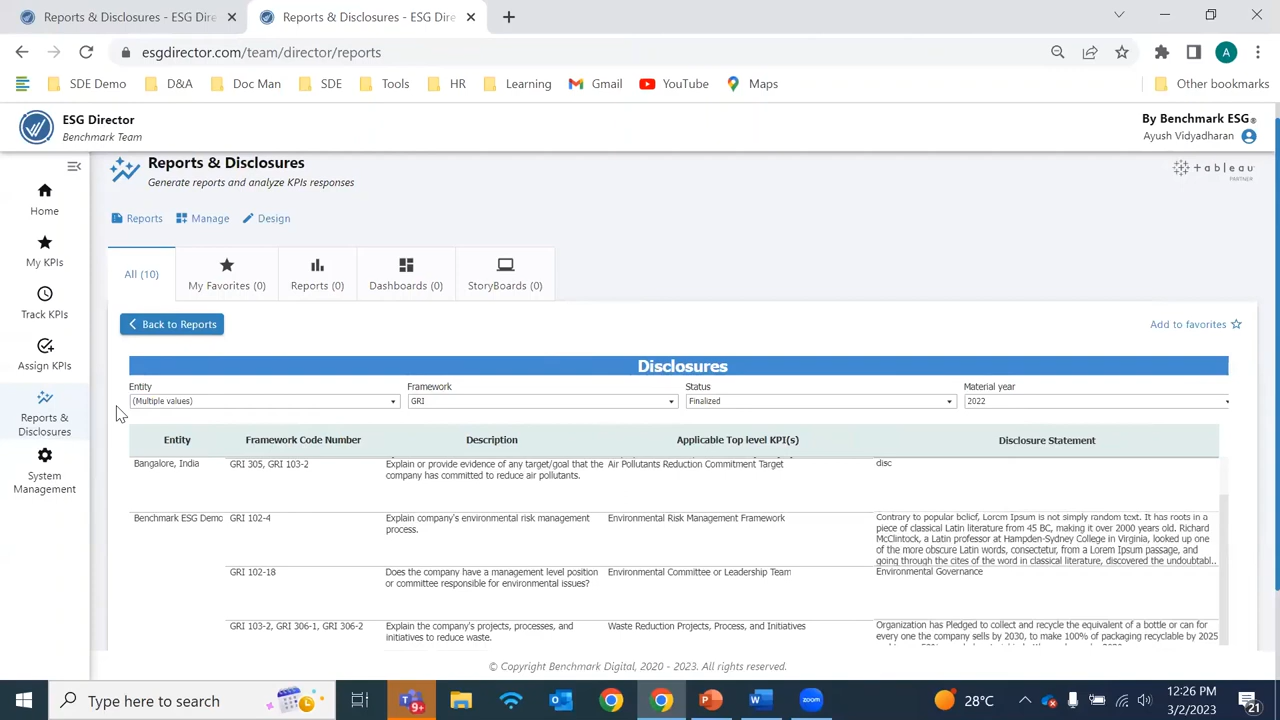 Reports & Disclosures - ESG Dire
Reports & Disclosures - ESG Dire
esgdirector.com/team/director/reports
A
SDE Demo
D&A
Doc Man
SDE
Tools
HR
Learning
Gmail
YouTube
Maps
Other bookmarks
ESG Director
Benchmark Team
By Benchmark ESG®
Ayush Vidyadharan
Home
My KPIs
Track KPIs
Assign KPIs
Reports &
Disclosures
System
Management
Reports & Disclosures
Generate reports and analyze KPIs responses
+ableau
PARTNER
Reports
Manage
Design
All (10)
My Favorites (0)
Reports (0)
Dashboards (0)
StoryBoards (0)
Back to Reports
Add to favorites
Disclosures
Entity
Framework
Status
Material year
(Multiple values)
GRI
Finalized
2022
Entity
Framework Code Number
Description
Applicable Top level KPI(s)
Disclosure Statement
Bangalore, India
GRI 305, GRI 103-2
Explain or provide evidence of any target/goal that the
company has committed to reduce air pollutants.
Air Pollutants Reduction Commitment Target
disc
Benchmark ESG Demo
GRI 102-4
Explain company's environmental risk management
process.
Environmental Risk Management Framework
Contrary to popular belief, Lorem Ipsum is not simply random text. It has roots in a
piece of classical Latin literature from 45 BC, making it over 2000 years old. Richard
McClintock, a Latin professor at Hampden-Sydney College in Virginia, looked up one
of the more obscure Latin words, consectetur, from a Lorem Ipsum passage, and
going through the cites of the word in classical literature, discovered the undoubtabl..
GRI 102-18
Does the company have a management level position
or committee responsible for environmental issues?
Environmental Committee or Leadership Team
Environmental Governance
GRI 103-2, GRI 306-1, GRI 306-2
Explain the company's projects, processes, and
initiatives to reduce waste.
Waste Reduction Projects, Process, and Initiatives
Organization has Pledged to collect and recycle the equivalent of a bottle or can for
every one the company sells by 2030, to make 100% of packaging recyclable by 2025
© Copyright Benchmark Digital, 2020 - 2023. All rights reserved.
Type here to search
9+
28°C
12:26 PM
3/2/2023
21